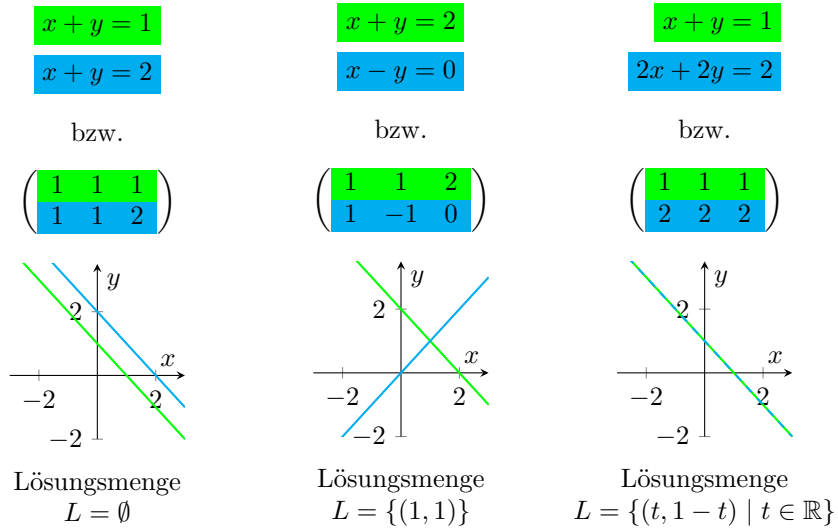 x + y = 1
x + y = 2
bzw.
( 1 1 1
1 1 2 )
y
2
x
−2
2
−2
Lösungsmenge
L = ∅
x + y = 2
x − y = 0
bzw.
( 1 1 2
1 −1 0 )
y
2
x
−2
2
−2
Lösungsmenge
L = {(1, 1)}
x + y = 1
2x + 2y = 2
bzw.
( 1 1 1
2 2 2 )
y
2
x
−2
2
−2
Lösungsmenge
L = {(t, 1 − t) | t ∈ ℝ}